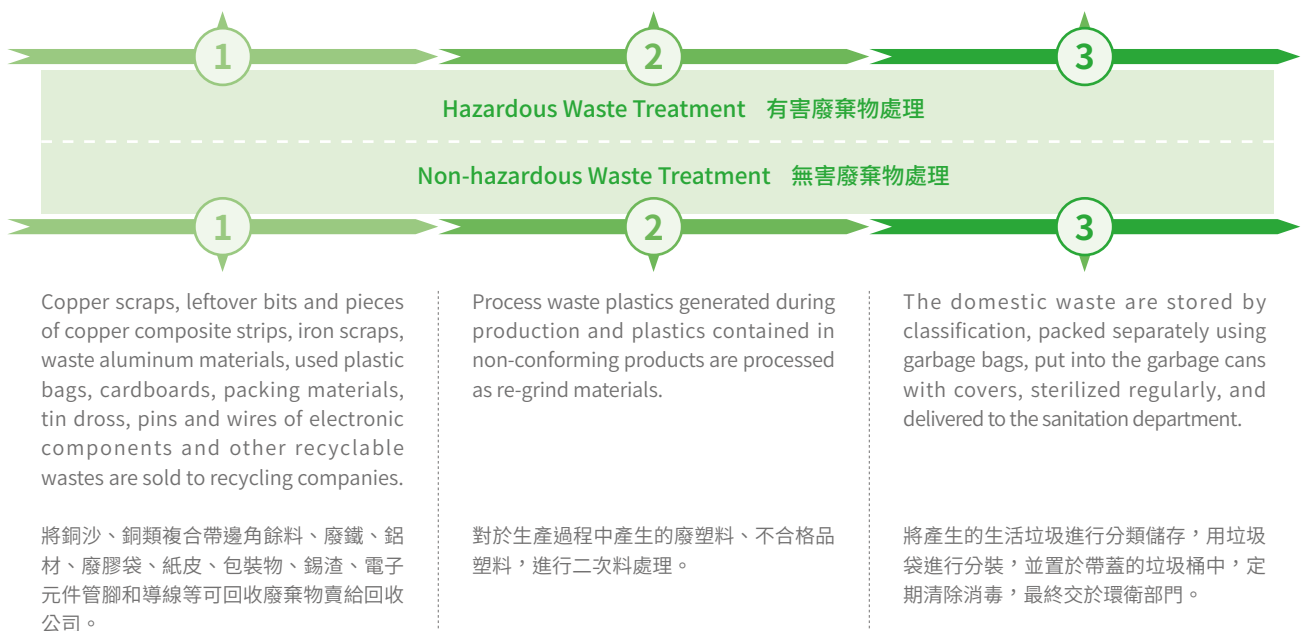 1
2
3
Hazardous Waste Treatment 有害廢棄物處理
Non-hazardous Waste Treatment 無害廢棄物處理
1
2
3
Copper scraps, leftover bits and pieces
of copper composite strips, iron scraps,
waste aluminum materials, used plastic
bags, cardboards, packing materials,
tin dross, pins and wires of electronic
components and other recyclable
wastes are sold to recycling companies.
將銅沙、銅類複合帶邊角餘料、廢鐵、鋁
材、廢膠袋、紙皮、包裝物、錫渣、電子
元件管腳和導線等可回收廢棄物賣給回收
公司。
Process waste plastics generated during
production and plastics contained in
non-conforming products are processed
as re-grind materials.
對於生產過程中產生的廢塑料、不合格品
塑料，進行二次料處理。
The domestic waste are stored by
classification, packed separately using
garbage bags, put into the garbage cans
with covers, sterilized regularly, and
delivered to the sanitation department.
將產生的生活垃圾進行分類儲存，用垃圾
袋進行分裝，並置於帶蓋的垃圾桶中，定
期清除消毒，最終交於環衛部門。